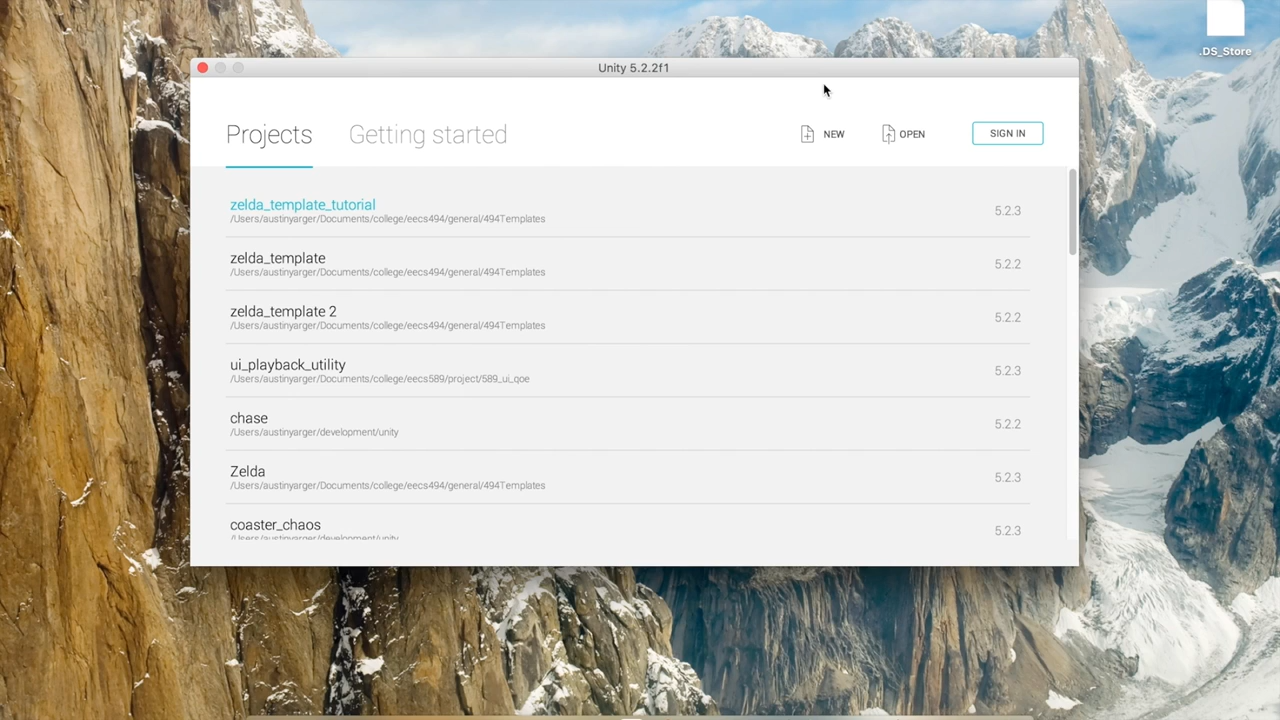 .DS_Store
Unity 5.2.2f1
Projects Getting started NEW OPEN SIGN IN
zelda_template_tutorial
/Users/austinyarger/Documents/college/eecs494/general/494Templates
5.2.3
zelda_template
/Users/austinyarger/Documents/college/eecs494/general/494Templates
5.2.2
zelda_template 2
/Users/austinyarger/Documents/college/eecs494/general/494Templates
5.2.2
ui_playback_utility
/Users/austinyarger/Documents/college/eecs589/project/589_ui_qoe
5.2.3
chase
/Users/austinyarger/development/unity
5.2.2
Zelda
/Users/austinyarger/Documents/college/eecs494/general/494Templates
5.2.3
coaster_chaos
/Users/austinyarger/development/unity
5.2.3